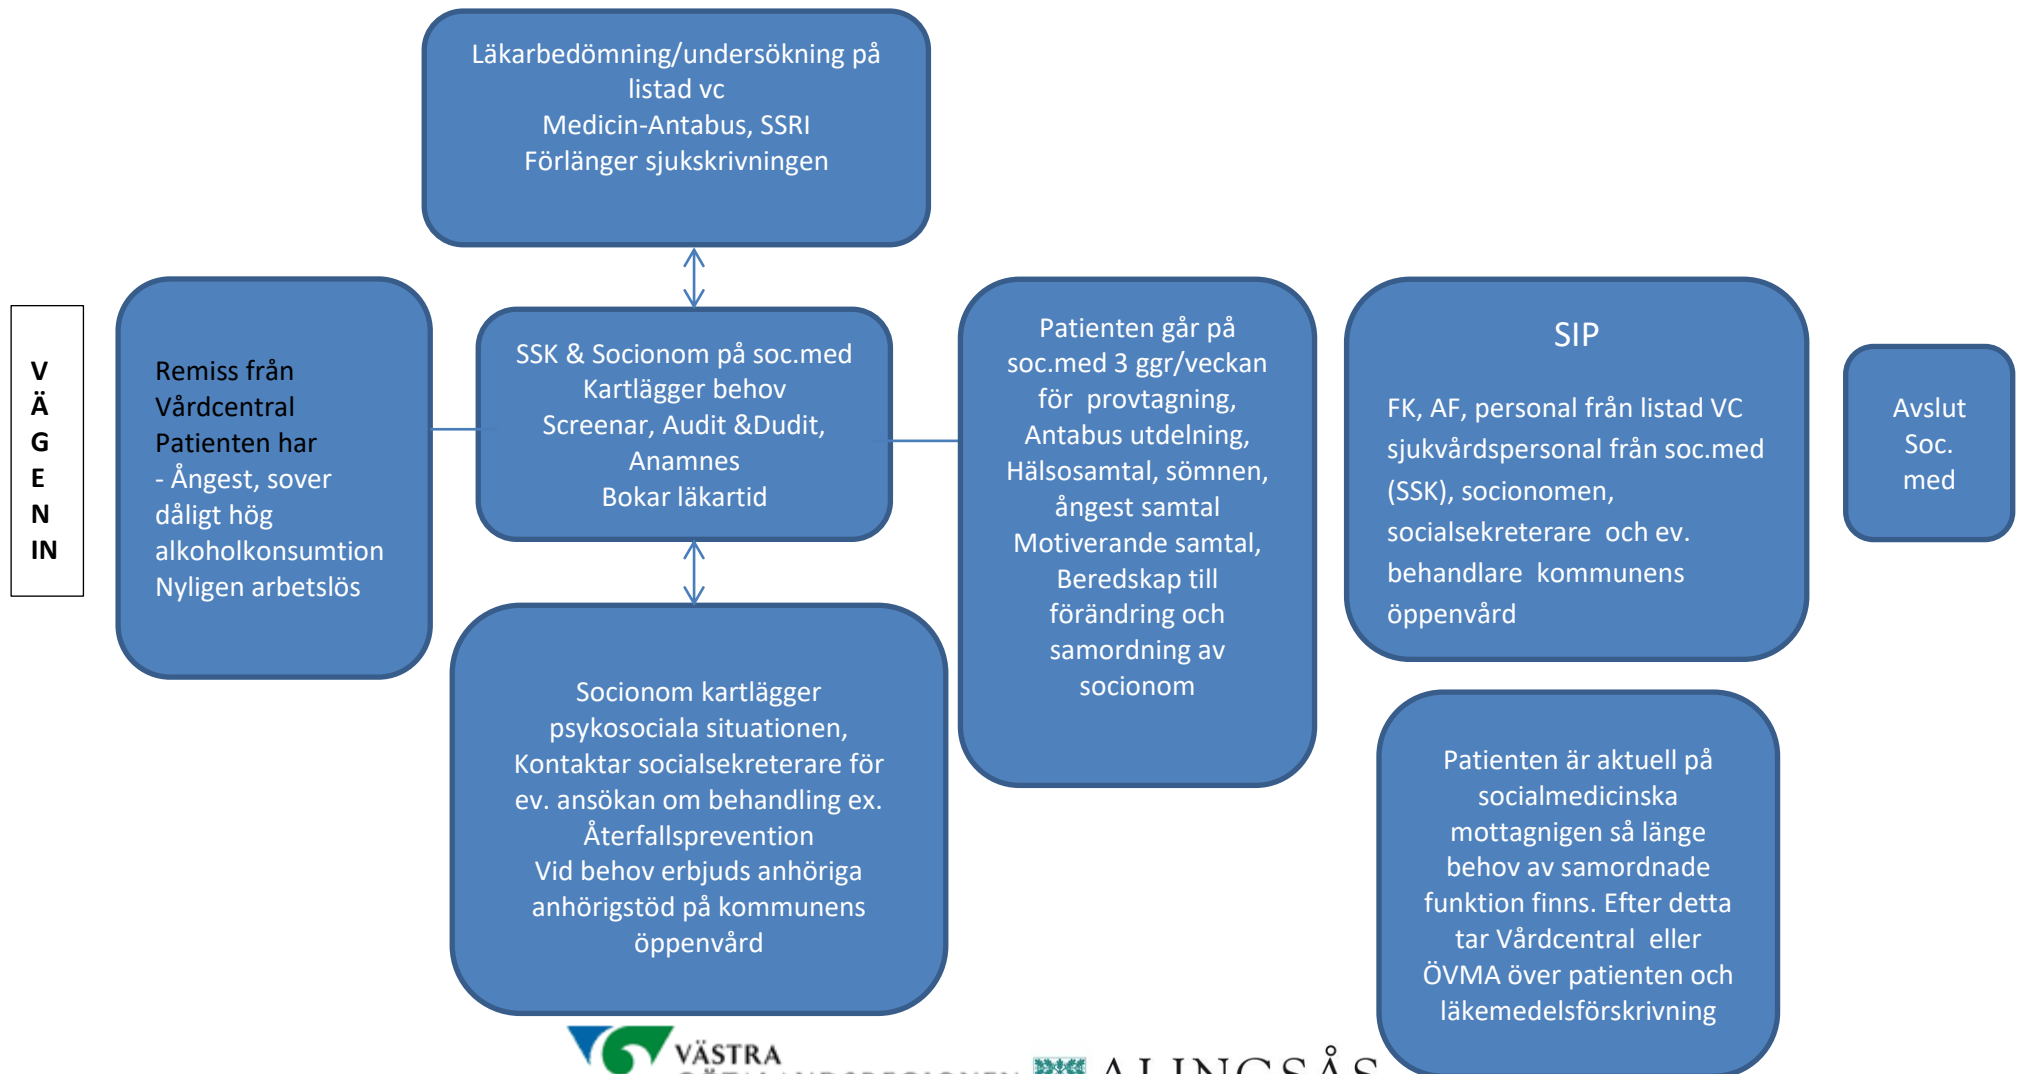 Läkarbedömning/undersökning på
listad vc
Medicin-Antabus, SSRI
Förlänger sjukskrivningen
V
Ä
G
E
N
IN
Remiss från
Vårdcentral
Patienten har
- Ångest, sover
dåligt hög
alkoholkonsumtion
Nyligen arbetslös
SSK & Socionom på soc.med
Kartlägger behov
Screenar, Audit &Dudit,
Anamnes
Bokar läkartid
Socionom kartlägger
psykosociala situationen,
Kontaktar socialsekreterare för
ev. ansökan om behandling ex.
Återfallsprevention
Vid behov erbjuds anhöriga
anhörigstöd på kommunens
öppenvård
Patienten går på
soc.med 3 ggr/veckan
för provtagning,
Antabus utdelning,
Hälsosamtal, sömnen,
ångest samtal
Motiverande samtal,
Beredskap till
förändring och
samordning av
socionom
SIP
FK, AF, personal från listad VC
sjukvårdspersonal från soc.med
(SSK), socionomen,
socialsekreterare och ev.
behandlare kommunens
öppenvård
Patienten är aktuell på
socialmedicinska
mottagnigen så länge
behov av samordnade
funktion finns. Efter detta
tar Vårdcentral eller
ÖVMA över patienten och
läkemedelsförskrivning
Avslut
Soc.
med
VÄSTRA
GÖTALANDSREGIONEN
ALINGSÅS